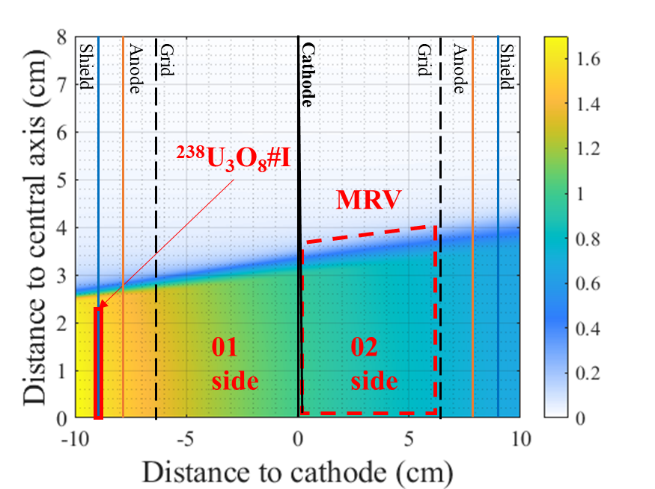 8
7
6
5
4
3
2
1
0
Distance to central axis (cm)
Shield
Anode
Grid
Cathode
Grid
Anode
Shield
²³⁸U₃O₈#I
MRV
01
side
02
side
-10
-5
0
5
10
Distance to cathode (cm)
1.6
1.4
1.2
1
0.8
0.6
0.4
0.2
0